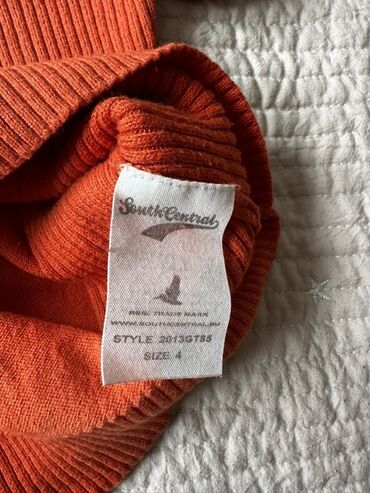 SouthCentral
REG. TRADE MARK
WWW.SOUTHCENTRAL.RU
STYLE 2013GT85
SIZE 4